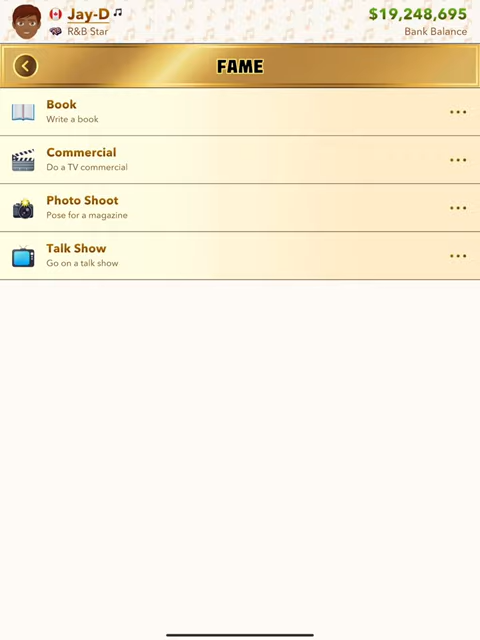 Jay-D
$19,248,695
R&B Star
Bank Balance
FAME
Book
Write a book
Commercial
Do a TV commercial
Photo Shoot
Pose for a magazine
Talk Show
Go on a talk show